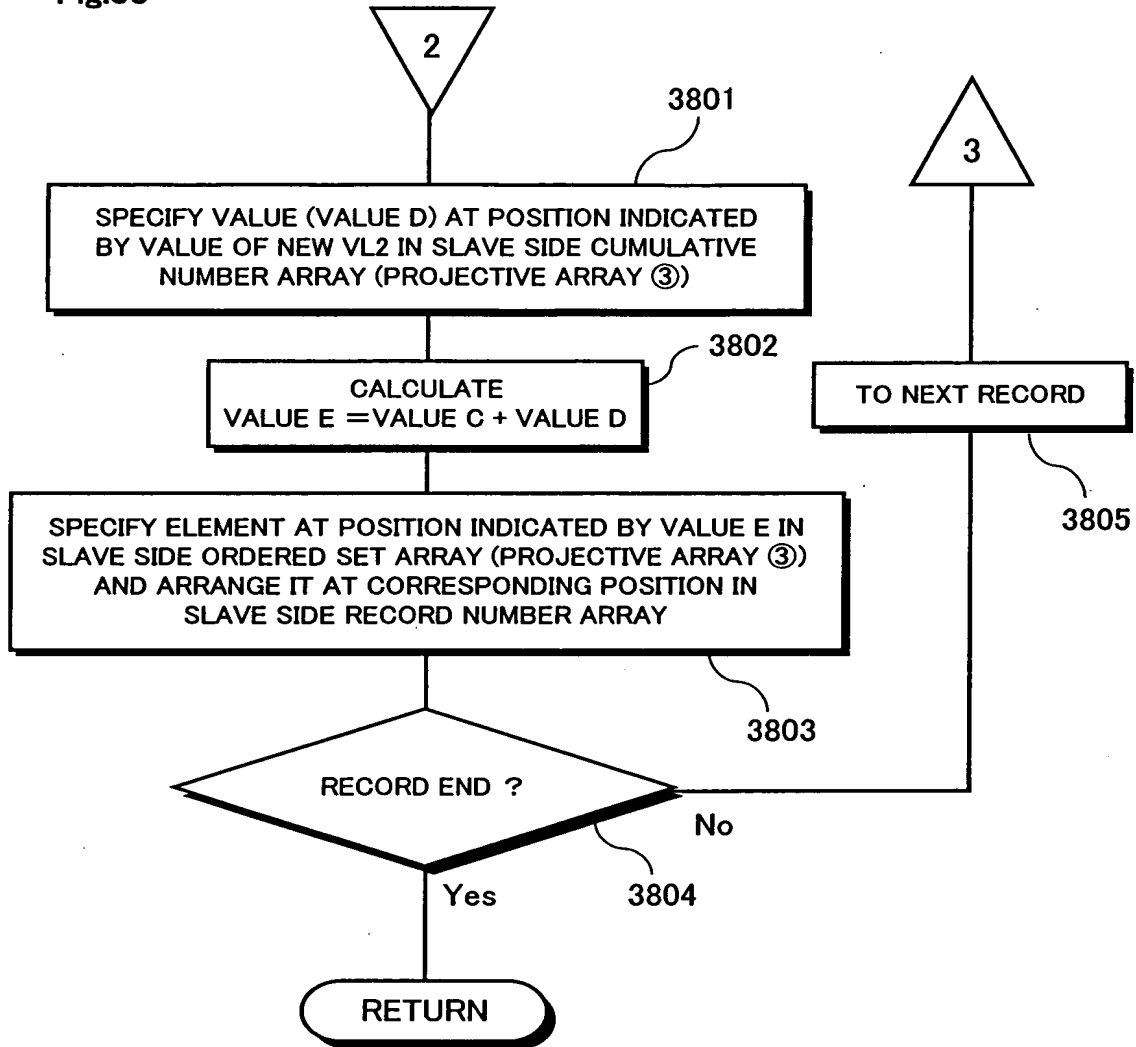 2
3801
3
SPECIFY VALUE (VALUE D) AT POSITION INDICATED
BY VALUE OF NEW VL2 IN SLAVE SIDE CUMULATIVE
NUMBER ARRAY (PROJECTIVE ARRAY ③)
3802
CALCULATE
VALUE E =VALUE C + VALUE D
TO NEXT RECORD
3805
SPECIFY ELEMENT AT POSITION INDICATED BY VALUE E IN
SLAVE SIDE ORDERED SET ARRAY (PROJECTIVE ARRAY ③)
AND ARRANGE IT AT CORRESPONDING POSITION IN
SLAVE SIDE RECORD NUMBER ARRAY
3803
RECORD END ?
No
3804
Yes
RETURN